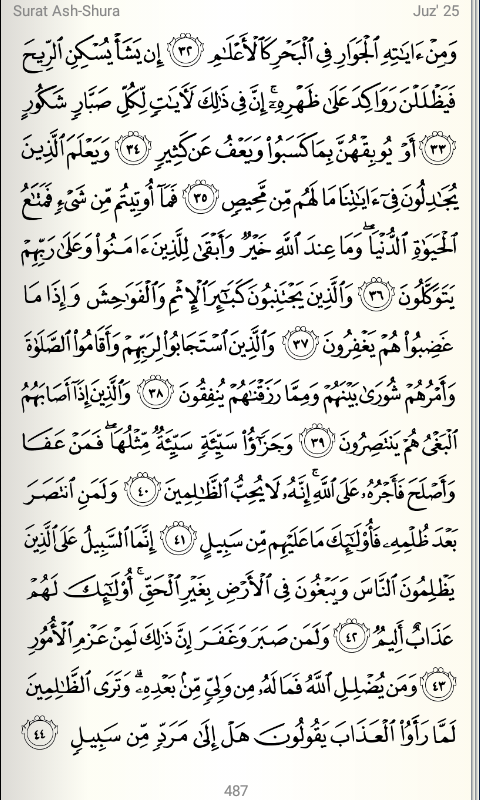 Surat Ash-Shura Juz' 25
وَمِنْ ءَايَـٰتِهِ ٱلْجَوَارِ فِى ٱلْبَحْرِ كَٱلْأَعْلَـٰمِ ٣٢ إِن يَشَأْ يُسْكِنِ ٱلرِّيحَ
فَيَظْلَلْنَ رَوَاكِدَ عَلَىٰ ظَهْرِهِۦٓ ۚ إِنَّ فِى ذَٰلِكَ لَـَٔايَـٰتٍ لِّكُلِّ صَبَّارٍ شَكُورٍ
٣٣ أَوْ يُوبِقْهُنَّ بِمَا كَسَبُوا۟ وَيَعْفُ عَن كَثِيرٍ ٣٤ وَيَعْلَمَ ٱلَّذِينَ
يُجَـٰدِلُونَ فِىٓ ءَايَـٰتِنَا مَا لَهُم مِّن مَّحِيصٍ ٣٥ فَمَآ أُوتِيتُم مِّن شَىْءٍ فَمَتَـٰعُ
ٱلْحَيَوٰةِ ٱلدُّنْيَا ۖ وَمَا عِندَ ٱللَّهِ خَيْرٌ وَأَبْقَىٰ لِلَّذِينَ ءَامَنُوا۟ وَعَلَىٰ رَبِّهِمْ
يَتَوَكَّلُونَ ٣٦ وَٱلَّذِينَ يَجْتَنِبُونَ كَبَـٰٓئِرَ ٱلْإِثْمِ وَٱلْفَوَٰحِشَ وَإِذَا مَا
غَضِبُوا۟ هُمْ يَغْفِرُونَ ٣٧ وَٱلَّذِينَ ٱسْتَجَابُوا۟ لِرَبِّهِمْ وَأَقَامُوا۟ ٱلصَّلَوٰةَ
وَأَمْرُهُمْ شُورَىٰ بَيْنَهُمْ وَمِمَّا رَزَقْنَـٰهُمْ يُنفِقُونَ ٣٨ وَٱلَّذِينَ إِذَآ أَصَابَهُمُ
ٱلْبَغْىُ هُمْ يَنتَصِرُونَ ٣٩ وَجَزَٰٓؤُا۟ سَيِّئَةٍ سَيِّئَةٌ مِّثْلُهَا ۖ فَمَنْ عَفَا
وَأَصْلَحَ فَأَجْرُهُۥ عَلَى ٱللَّهِ ۚ إِنَّهُۥ لَا يُحِبُّ ٱلظَّـٰلِمِينَ ٤٠ وَلَمَنِ ٱنتَصَرَ
بَعْدَ ظُلْمِهِۦ فَأُو۟لَـٰٓئِكَ مَا عَلَيْهِم مِّن سَبِيلٍ ٤١ إِنَّمَا ٱلسَّبِيلُ عَلَى ٱلَّذِينَ
يَظْلِمُونَ ٱلنَّاسَ وَيَبْغُونَ فِى ٱلْأَرْضِ بِغَيْرِ ٱلْحَقِّ ۚ أُو۟لَـٰٓئِكَ لَهُمْ
عَذَابٌ أَلِيمٌ ٤٢ وَلَمَن صَبَرَ وَغَفَرَ إِنَّ ذَٰلِكَ لَمِنْ عَزْمِ ٱلْأُمُورِ
٤٣ وَمَن يُضْلِلِ ٱللَّهُ فَمَا لَهُۥ مِن وَلِىٍّ مِّنۢ بَعْدِهِۦ ۗ وَتَرَى ٱلظَّـٰلِمِينَ
لَمَّا رَأَوُا۟ ٱلْعَذَابَ يَقُولُونَ هَلْ إِلَىٰ مَرَدٍّ مِّن سَبِيلٍ ٤٤
487